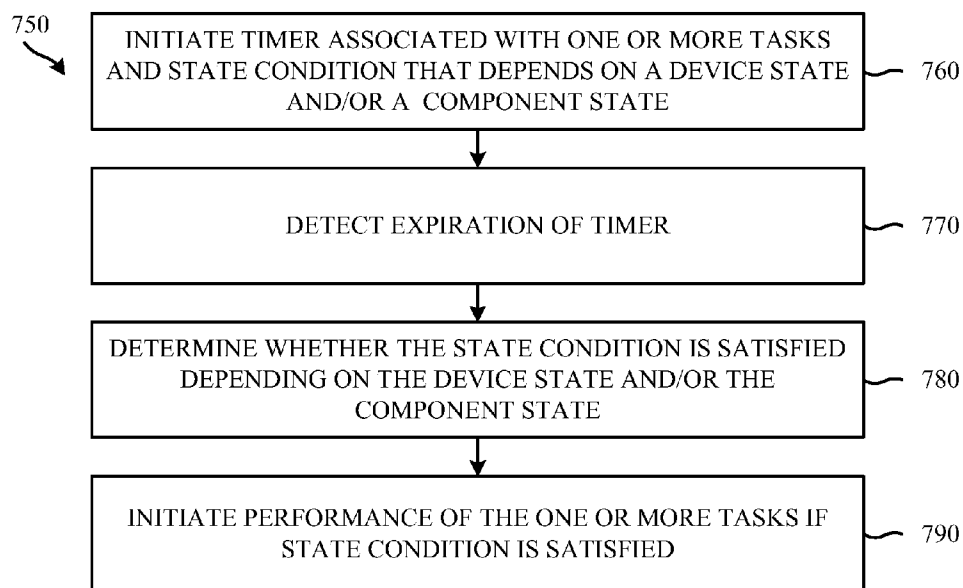 750
INITIATE TIMER ASSOCIATED WITH ONE OR MORE TASKS
AND STATE CONDITION THAT DEPENDS ON A DEVICE STATE
AND/OR A COMPONENT STATE
760
DETECT EXPIRATION OF TIMER
770
DETERMINE WHETHER THE STATE CONDITION IS SATISFIED
DEPENDING ON THE DEVICE STATE AND/OR THE
COMPONENT STATE
780
INITIATE PERFORMANCE OF THE ONE OR MORE TASKS IF
STATE CONDITION IS SATISFIED
790